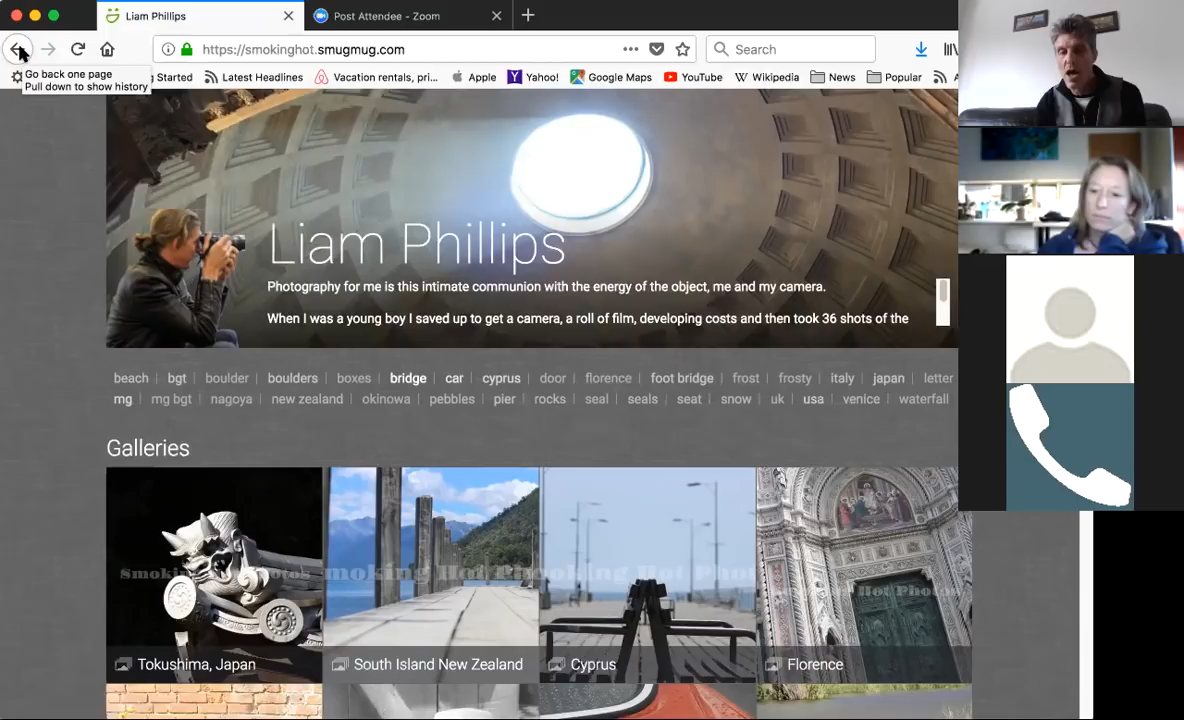 Liam Phillips
Post Attendee - Zoom
https://smokinghot.smugmug.com
Search
Go back one page
Pull down to show history
g Started
Latest Headlines
Vacation rentals, pri...
Apple
Yahoo!
Google Maps
YouTube
Wikipedia
News
Popular
Liam Phillips
Photography for me is this intimate communion with the energy of the object, me and my camera.
When I was a young boy I saved up to get a camera, a roll of film, developing costs and then took 36 shots of the
beach | bgt | boulder | boulders | boxes | bridge | car | cyprus | door | florence | foot bridge | frost | frosty | italy | japan | letter
mg | mg bgt | nagoya | new zealand | okinowa | pebbles | pier | rocks | seal | seals | seat | snow | uk | usa | venice | waterfall
Galleries
Tokushima, Japan
South Island New Zealand
Cyprus
Florence